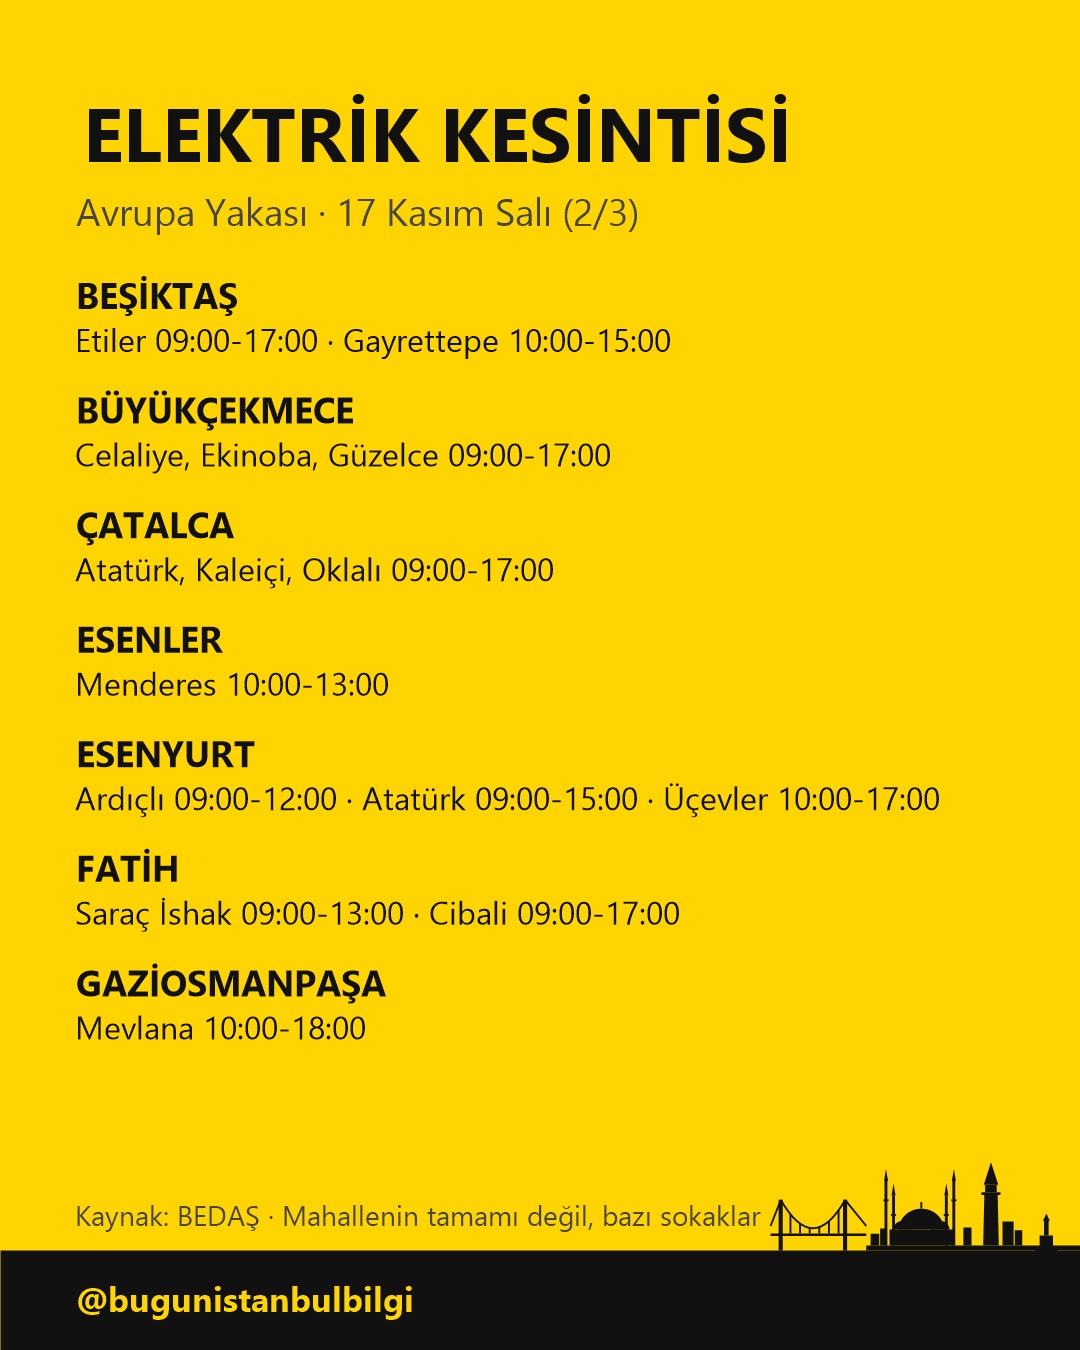 ELEKTRİK KESİNTİSİ
Avrupa Yakası · 17 Kasım Salı (2/3)
BEŞİKTAŞ
Etiler 09:00-17:00 · Gayrettepe 10:00-15:00
BÜYÜKÇEKMECE
Celaliye, Ekinoba, Güzelce 09:00-17:00
ÇATALCA
Atatürk, Kaleiçi, Oklalı 09:00-17:00
ESENLER
Menderes 10:00-13:00
ESENYURT
Ardıçlı 09:00-12:00 · Atatürk 09:00-15:00 · Üçevler 10:00-17:00
FATİH
Saraç İshak 09:00-13:00 · Cibali 09:00-17:00
GAZİOSMANPAŞA
Mevlana 10:00-18:00
Kaynak: BEDAŞ · Mahallenin tamamı değil, bazı sokaklar
@bugunistanbulbilgi